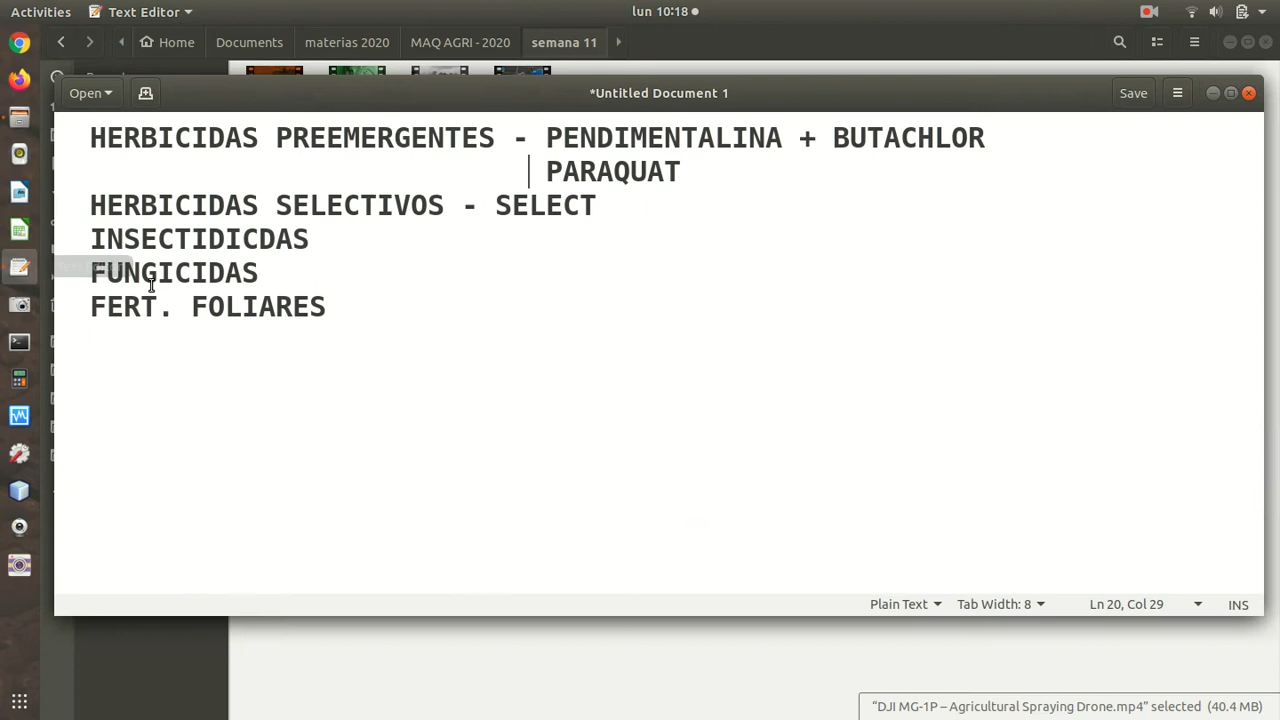 Activities Text Editor lun 10:18
Home Documents materias 2020 MAQ AGRI - 2020 semana 11
Open *Untitled Document 1 Save
HERBICIDAS PREEMERGENTES - PENDIMENTALINA + BUTACHLOR
PARAQUAT
HERBICIDAS SELECTIVOS - SELECT
INSECTIDICDAS
FUNGICIDAS
FERT. FOLIARES
Plain Text Tab Width: 8 Ln 20, Col 29 INS
“DJI MG-1P – Agricultural Spraying Drone.mp4” selected (40.4 MB)